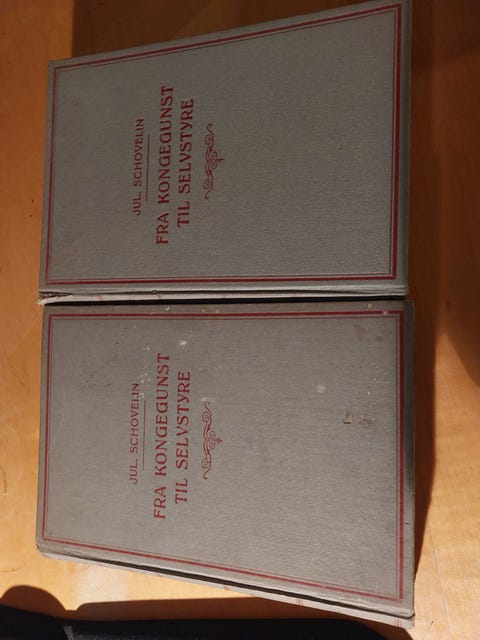 JUL. SCHOVELIN
FRA KONGEGUNST
TIL SELVSTYRE
JUL. SCHOVELIN
FRA KONGEGUNST
TIL SELVSTYRE